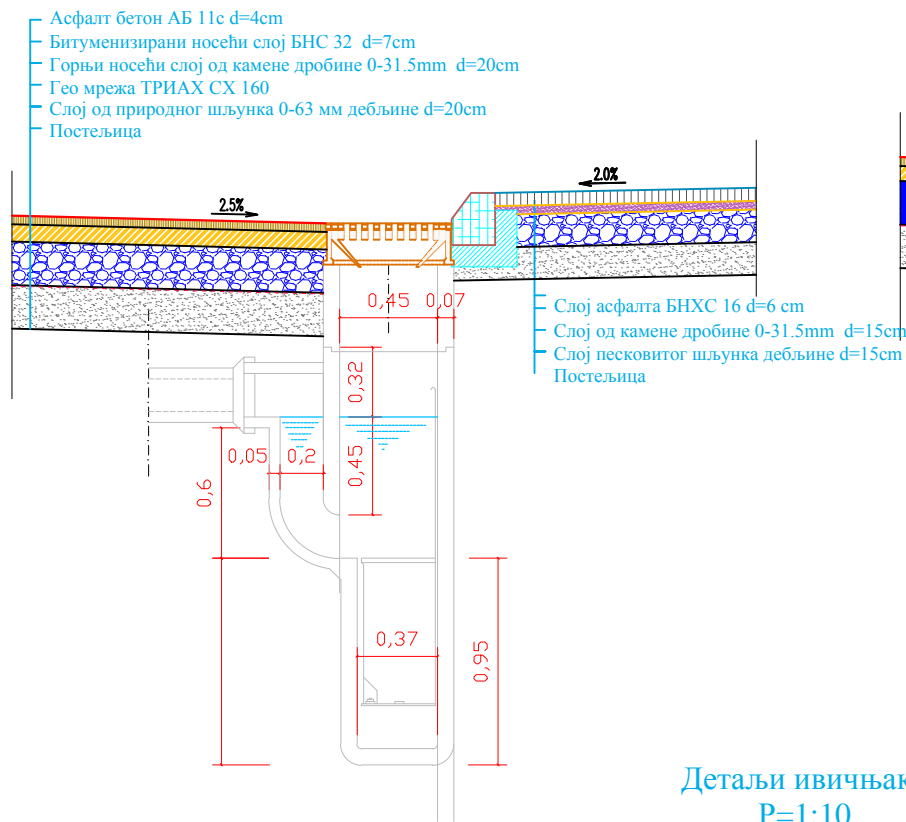 Асфалт бетон АБ 11с d=4cm
Битуменизирани носећи слој БНС 32 d=7cm
Горњи носећи слој од камене дробине 0-31.5mm d=20cm
Гео мрежа ТРИАХ СХ 160
Слој од природног шљунка 0-63 мм дебљине d=20cm
Постељица
2.5%
2.0%
0,45
0,07
Слој асфалта БНХС 16 d=6 cm
Слој од камене дробине 0-31.5mm d=15cm
Слој песковитог шљунка дебљине d=15cm
Постељица
0,32
0,05
0,2
0,45
0,6
0,37
0,95
Детаљи ивичњак
Р=1:10